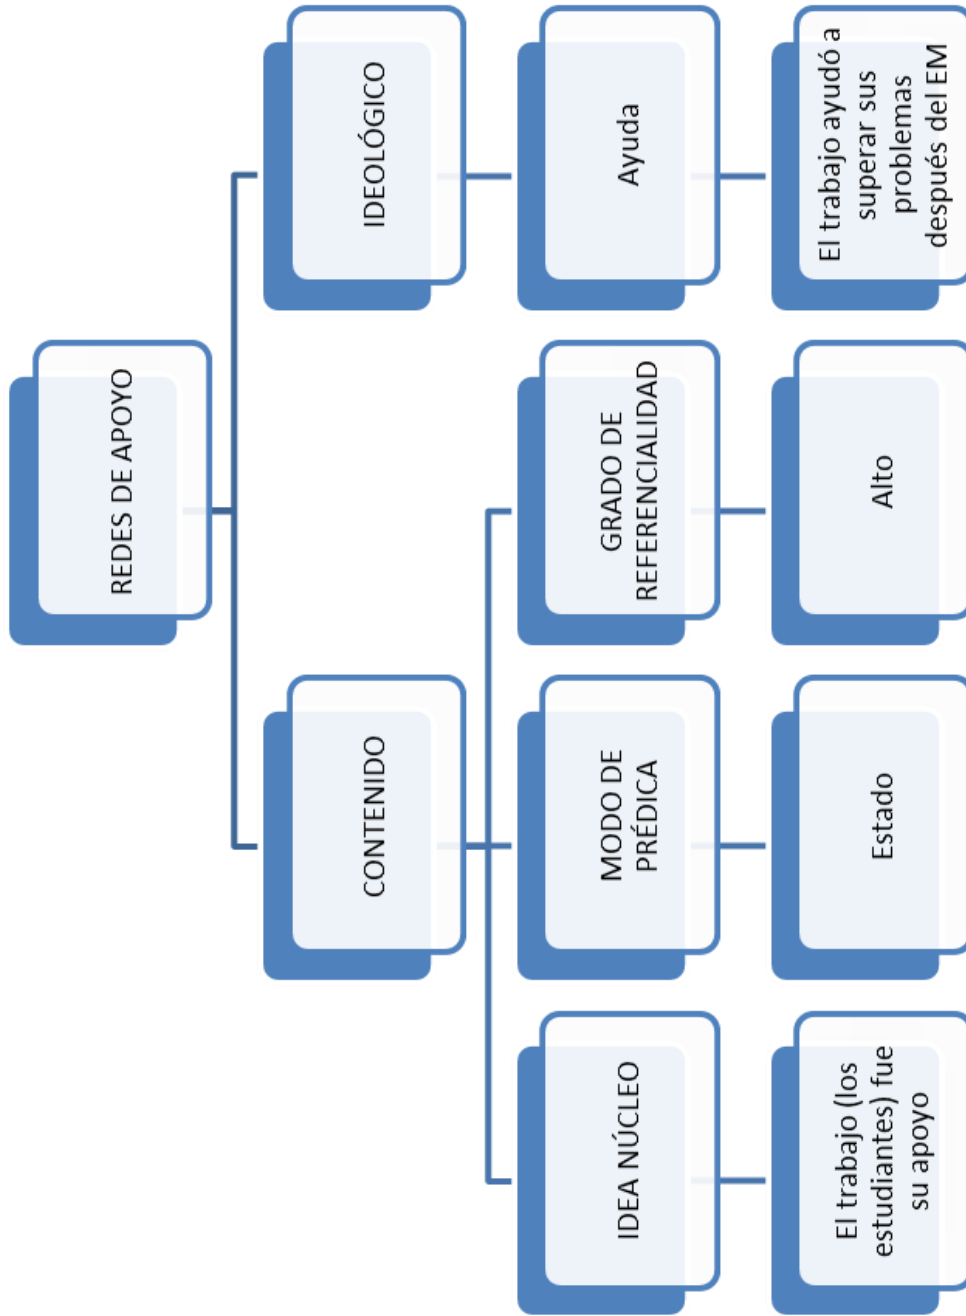 REDES DE APOYO
CONTENIDO
IDEOLÓGICO
IDEA NÚCLEO
MODO DE
PRÉDICA
GRADO DE
REFERENCIALIDAD
Ayuda
El trabajo (los
estudiantes) fue
su apoyo
Estado
Alto
El trabajo ayudó a
superar sus
problemas
después del EM